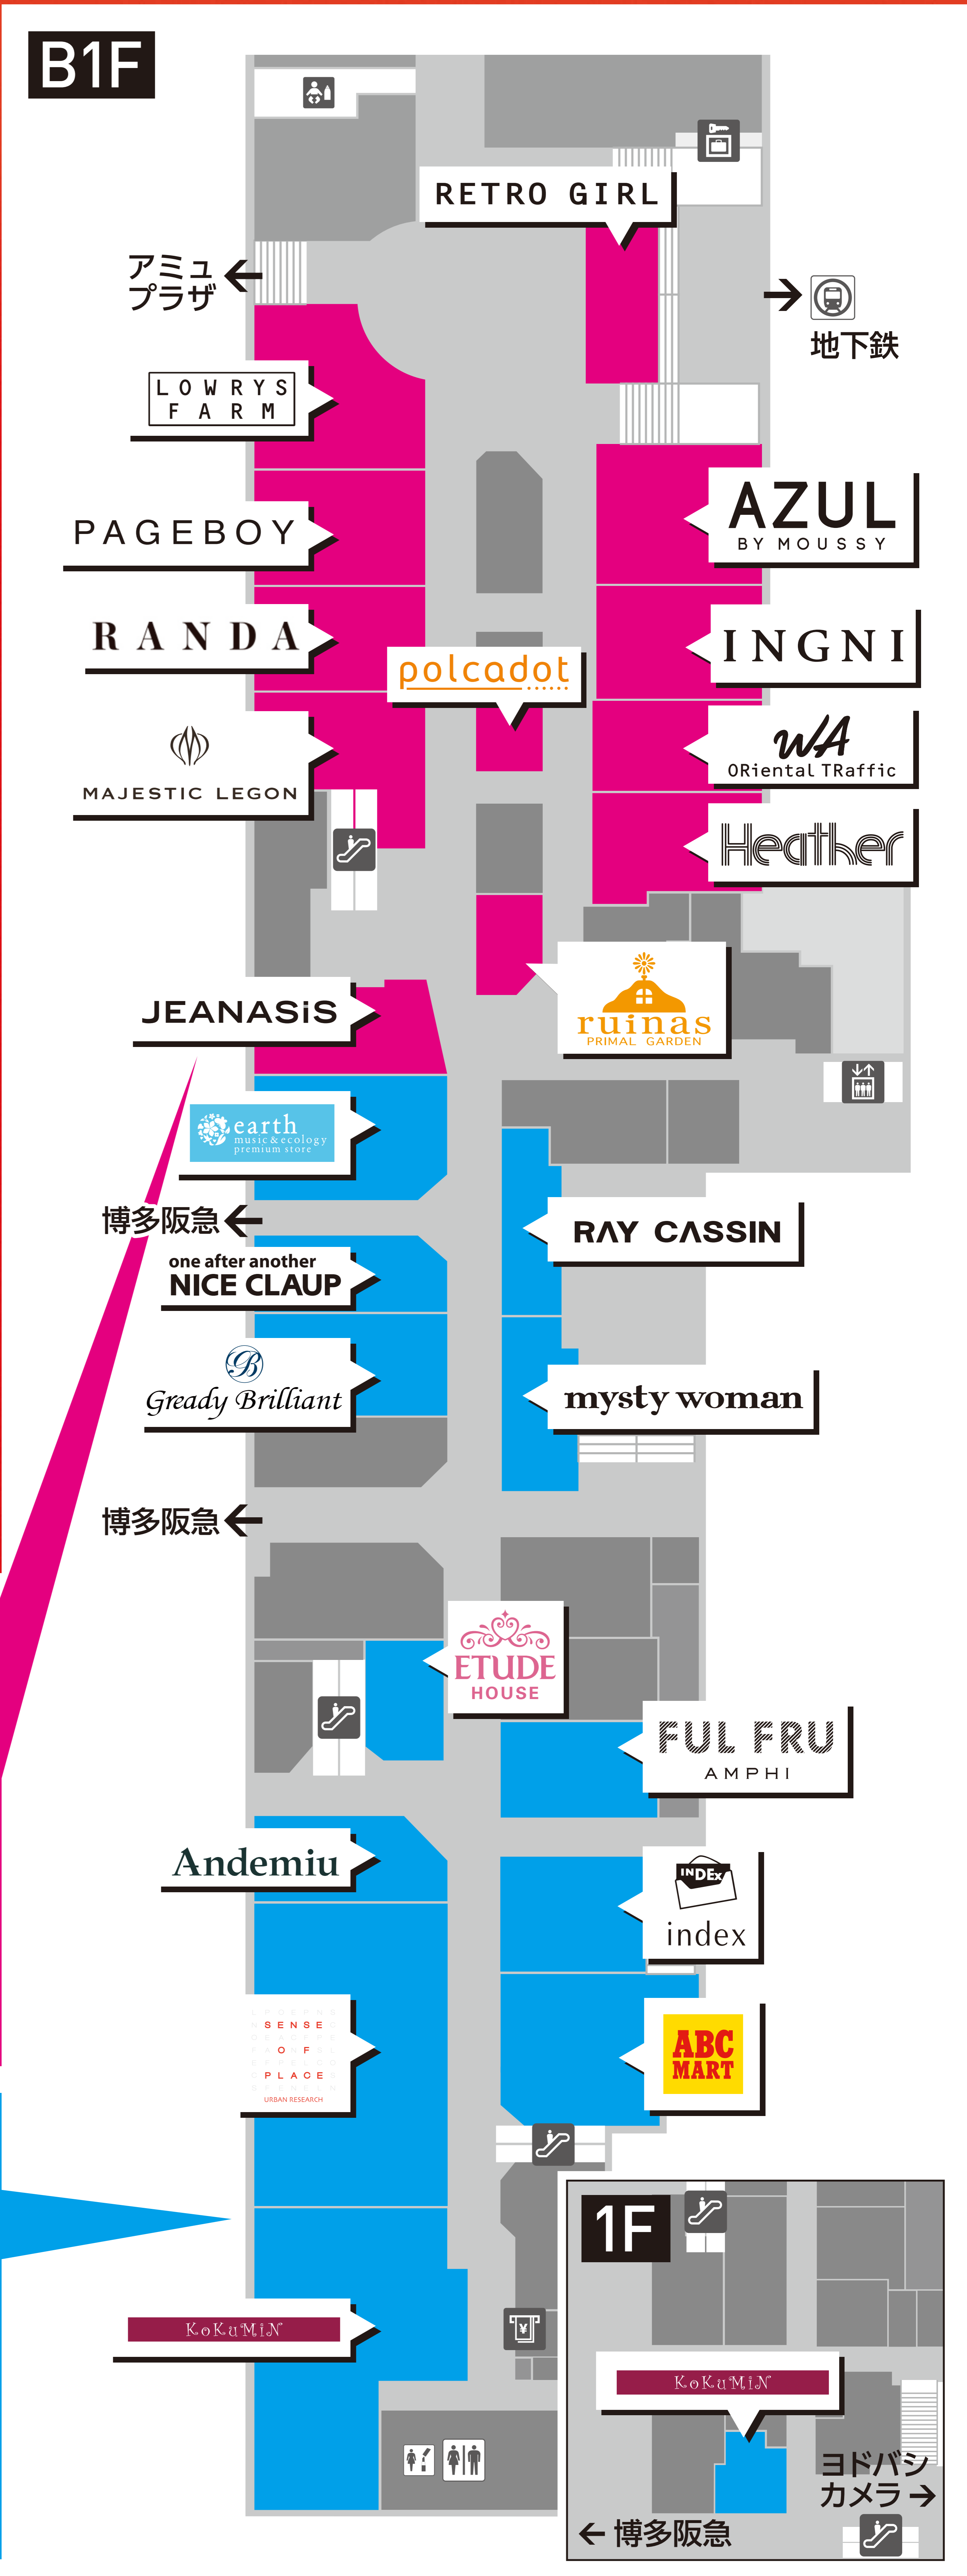 B1F
RETRO GIRL
アミュ
プラザ
地下鉄
LOWRYS
FARM
AZUL
BY MOUSSY
PAGEBOY
RANDA
INGNI
polcadot
WA
ORiental TRaffic
MAJESTIC LEGON
Heather
JEANASiS
ruinas
PRIMAL GARDEN
earth
music&ecology
premium store
博多阪急
RAY CASSIN
one after another
NICE CLAUP
B
Gready Brilliant
mysty woman
博多阪急
ETUDE
HOUSE
FUL FRU
AMPHI
Andemiu
INDEX
index
SENSE
OF
PLACE
URBAN RESEARCH
ABC
MART
KoKuMiN
¥
1F
KoKuMiN
ヨドバシ
カメラ
博多阪急